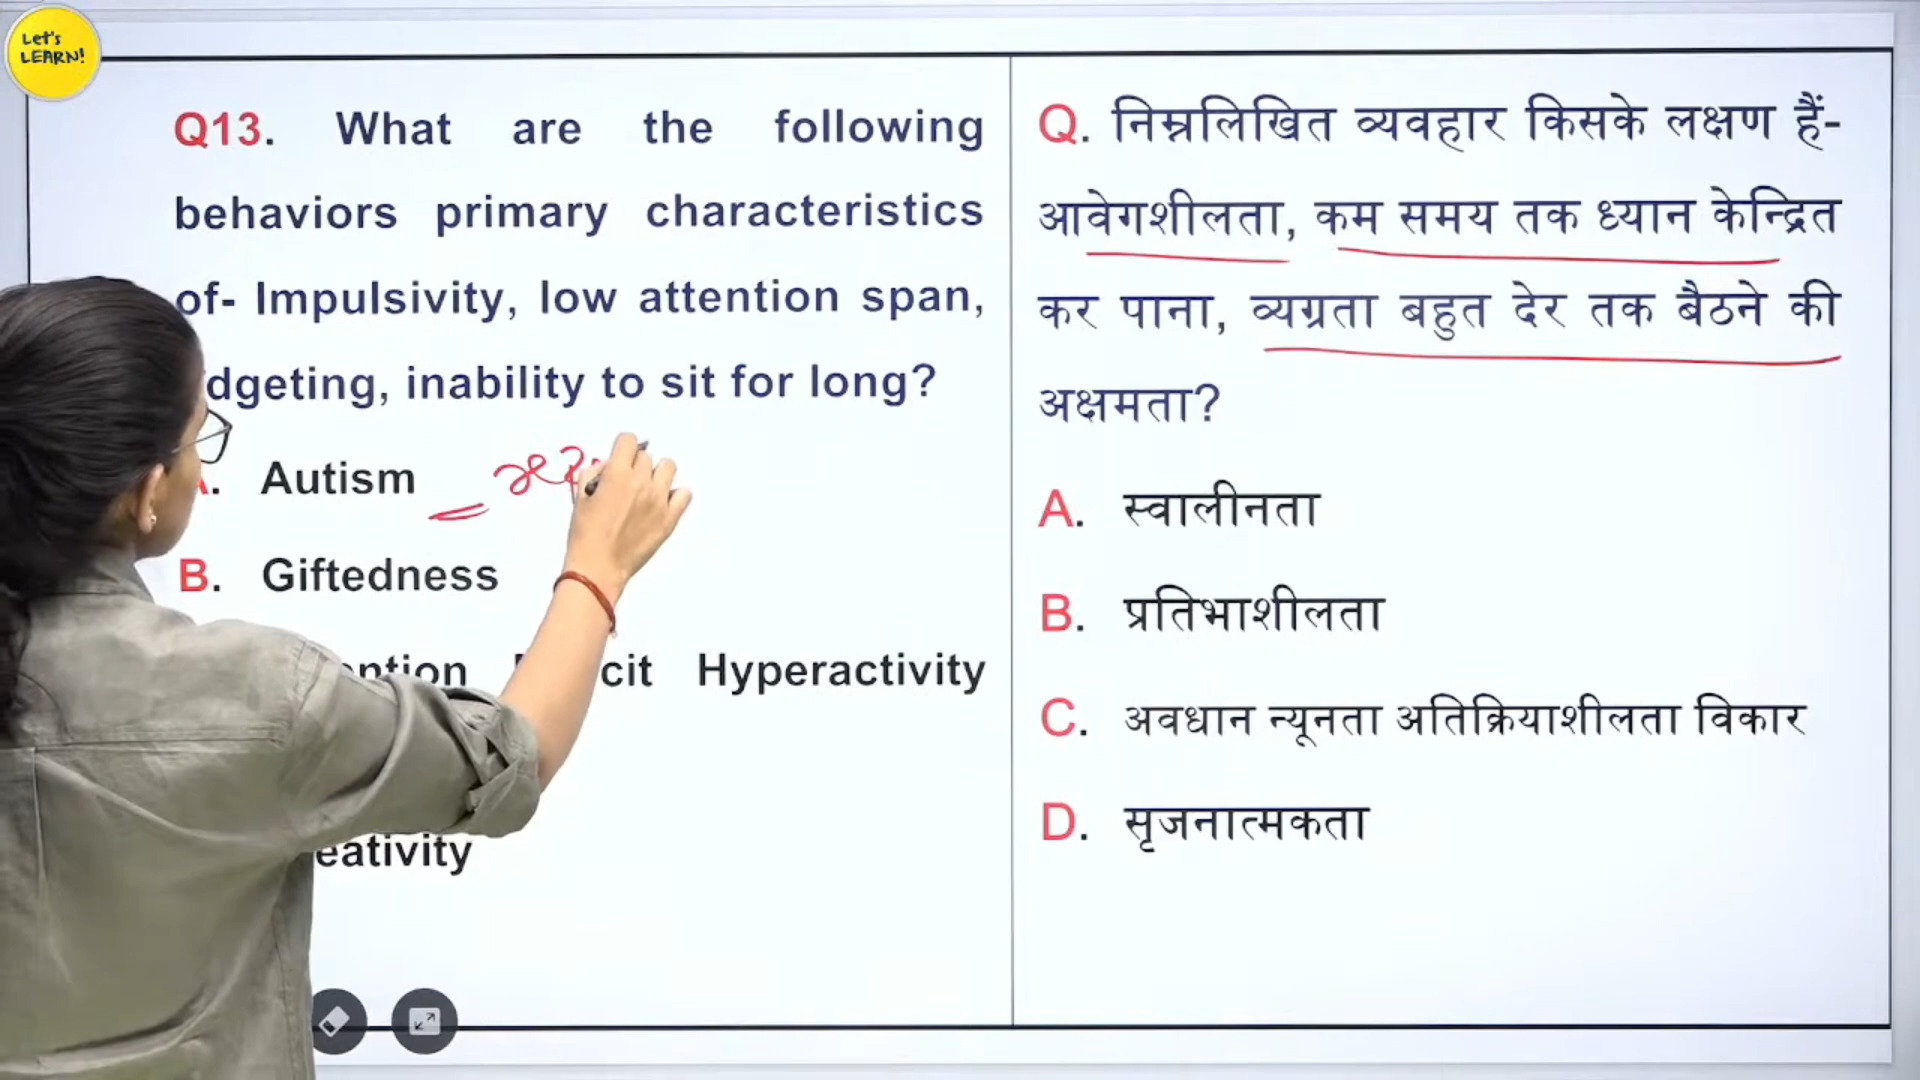 Let's
LEARN!
Q13. What are the following
behaviors primary characteristics
of- Impulsivity, low attention span,
dgeting, inability to sit for long?
A. Autism
B. Giftedness
ention cit Hyperactivity
eativity
Q. निम्नलिखित व्यवहार किसके लक्षण हैं-
आवेगशीलता, कम समय तक ध्यान केन्द्रित
कर पाना, व्यग्रता बहुत देर तक बैठने की
अक्षमता?
A. स्वालीनता
B. प्रतिभाशीलता
C. अवधान न्यूनता अतिक्रियाशीलता विकार
D. सृजनात्मकता